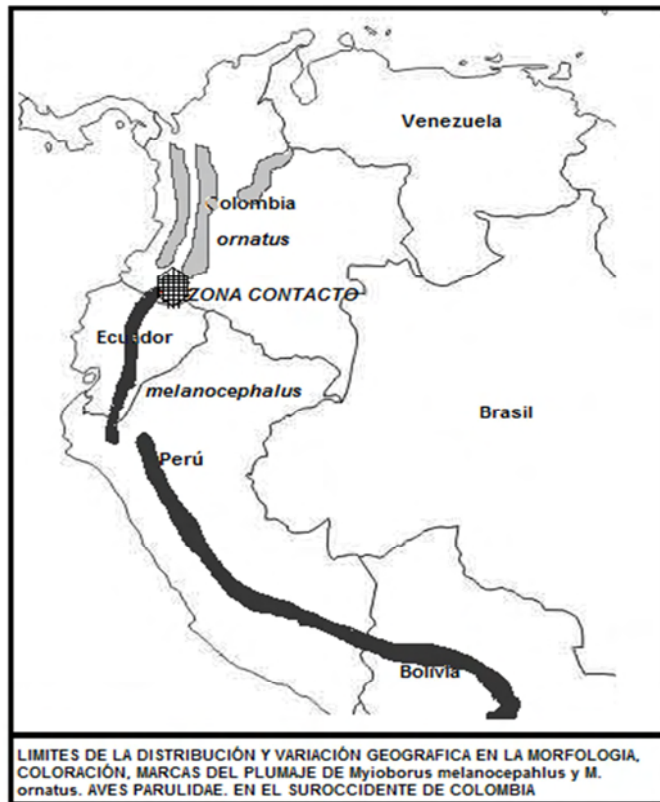 Venezuela
Colombia
ornatus
ZONA CONTACTO
Ecuador
melanocephalus
Brasil
Perú
Bolivia
LIMITES DE LA DISTRIBUCIÓN Y VARIACIÓN GEOGRAFICA EN LA MORFOLOGIA,
COLORACIÓN, MARCAS DEL PLUMAJE DE Myioborus melanocepahlus y M.
ornatus. AVES PARULIDAE. EN EL SUROCCIDENTE DE COLOMBIA